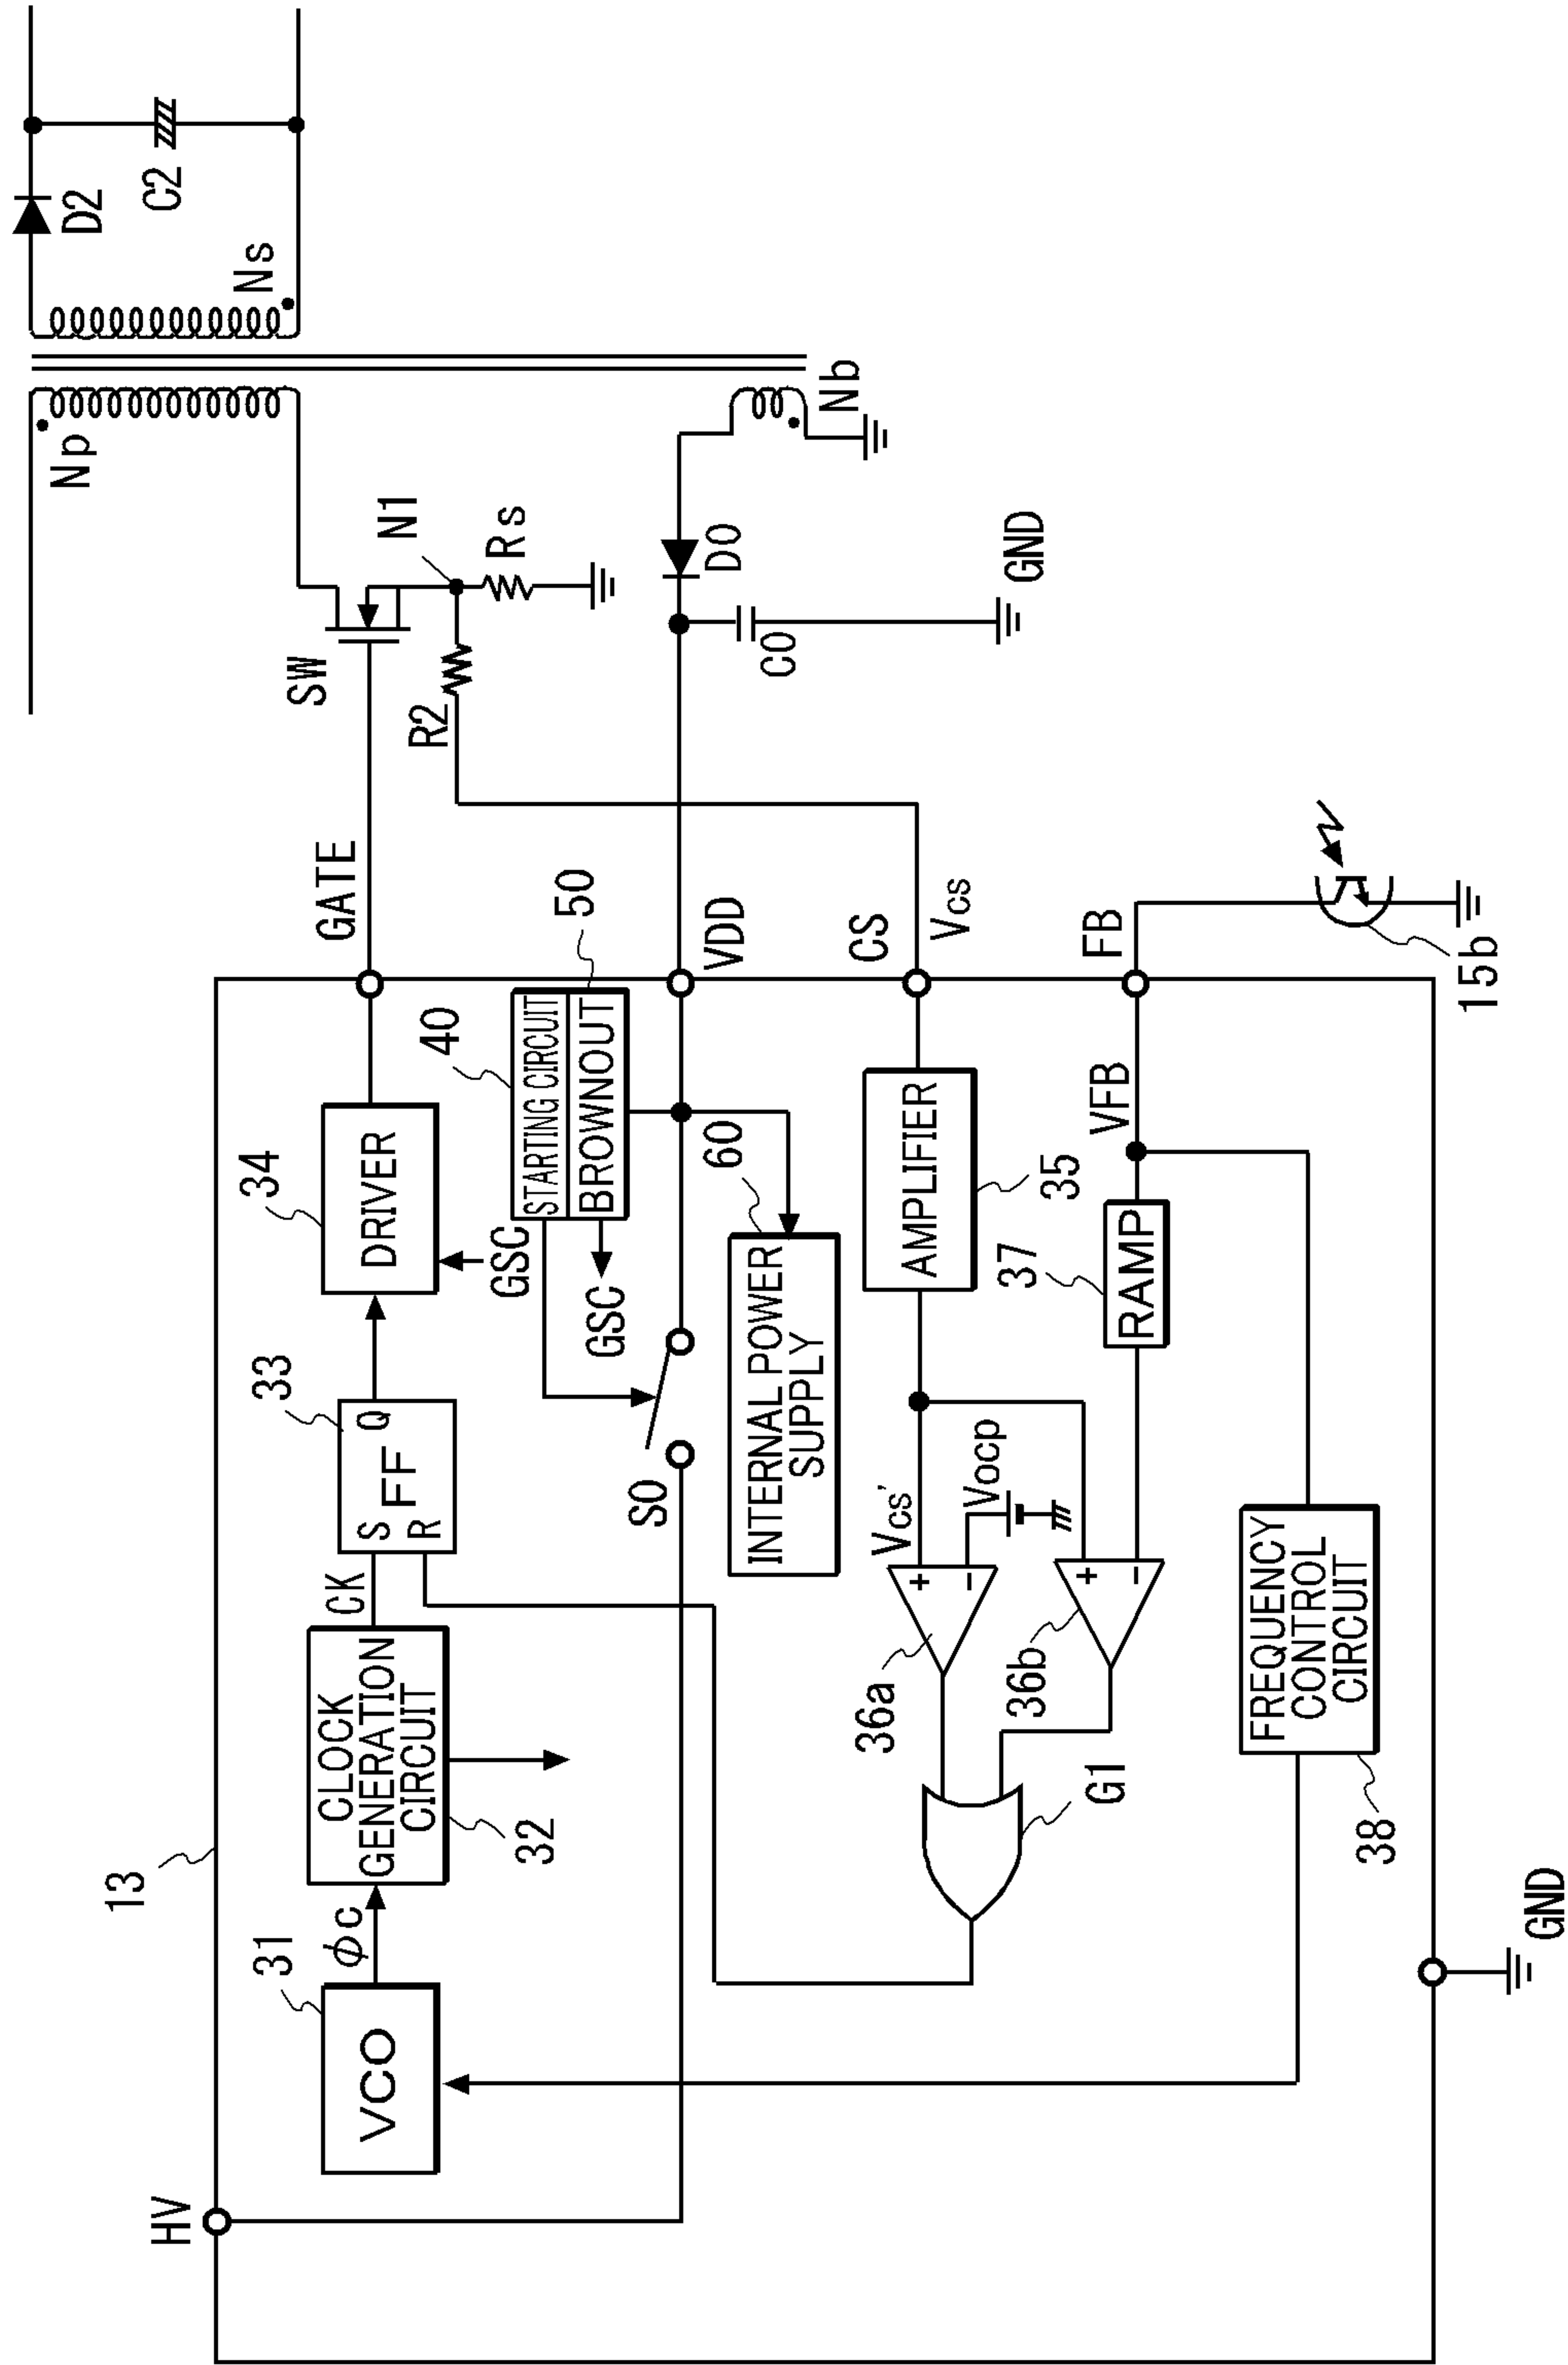 HV
13
VCO
31
φc
CLOCK
GENERATION
CIRCUIT
32
CK
S
R
FF
Q
33
DRIVER
34
GSC
GATE
SW
Np
Ns
D2
C2
N1
Rs
R2
STARTING CIRCUIT
BROWNOUT
40
50
GSC
S0
VDD
D0
C0
GND
Nb
INTERNAL POWER
SUPPLY
60
AMPLIFIER
35
CS
Vcs
Vcs'
Vocp
+
−
36a
+
−
36b
G1
RAMP
37
VFB
FB
15b
FREQUENCY
CONTROL
CIRCUIT
38
GND